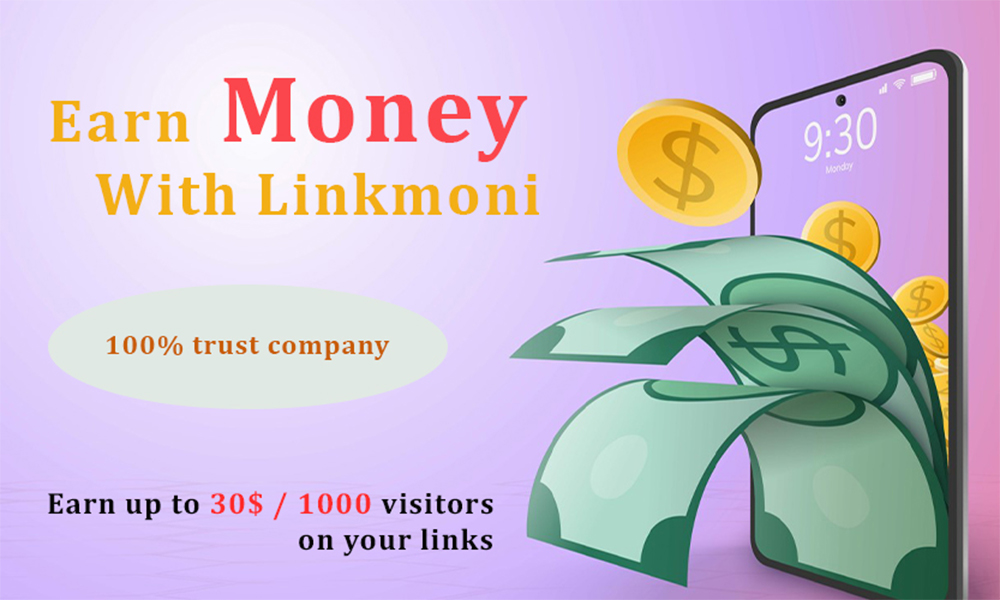 Earn Money
With Linkmoni
100% trust company
Earn up to 30$ / 1000 visitors
on your links
9:30
Monday
$
$
$
$
$